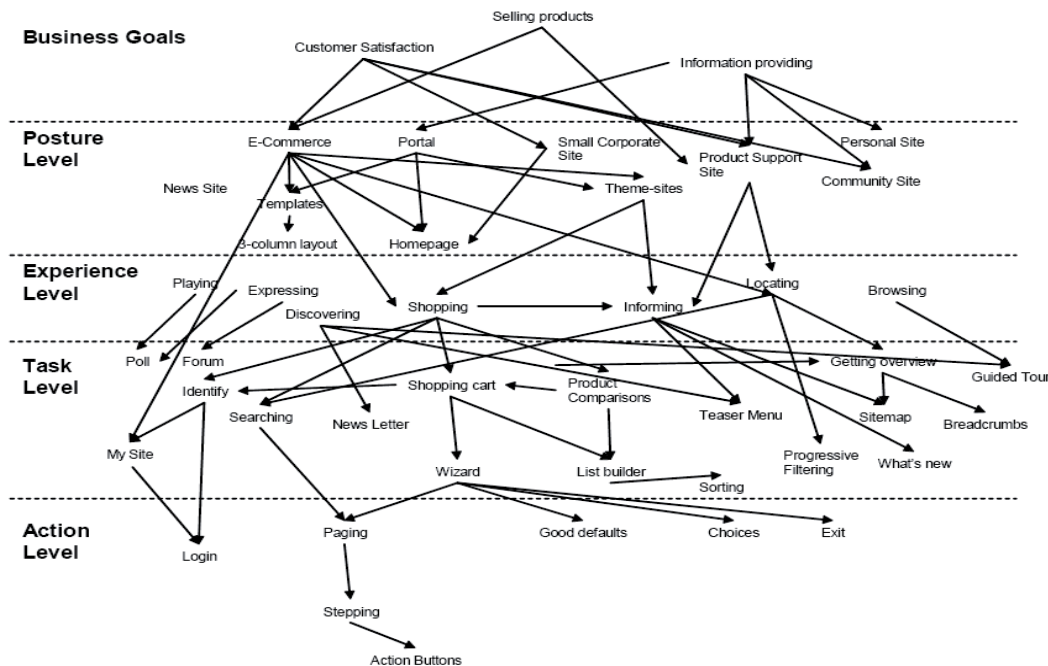 Selling products
Business Goals
Customer Satisfaction
Information providing
Posture
Level
E-Commerce
Portal
Small Corporate
Site
Product Support
Site
Personal Site
Community Site
News Site
Theme-sites
Templates
3-column layout
Homepage
Experience
Level
Playing
Expressing
Discovering
Shopping
Informing
Locating
Browsing
Task
Level
Poll
Forum
Getting overview
Guided Tour
Identify
Shopping cart
Product
Comparisons
Searching
News Letter
Teaser Menu
Sitemap
Breadcrumbs
My Site
Wizard
List builder
Sorting
Progressive
Filtering
What's new
Action
Level
Login
Paging
Good defaults
Choices
Exit
Stepping
Action Buttons